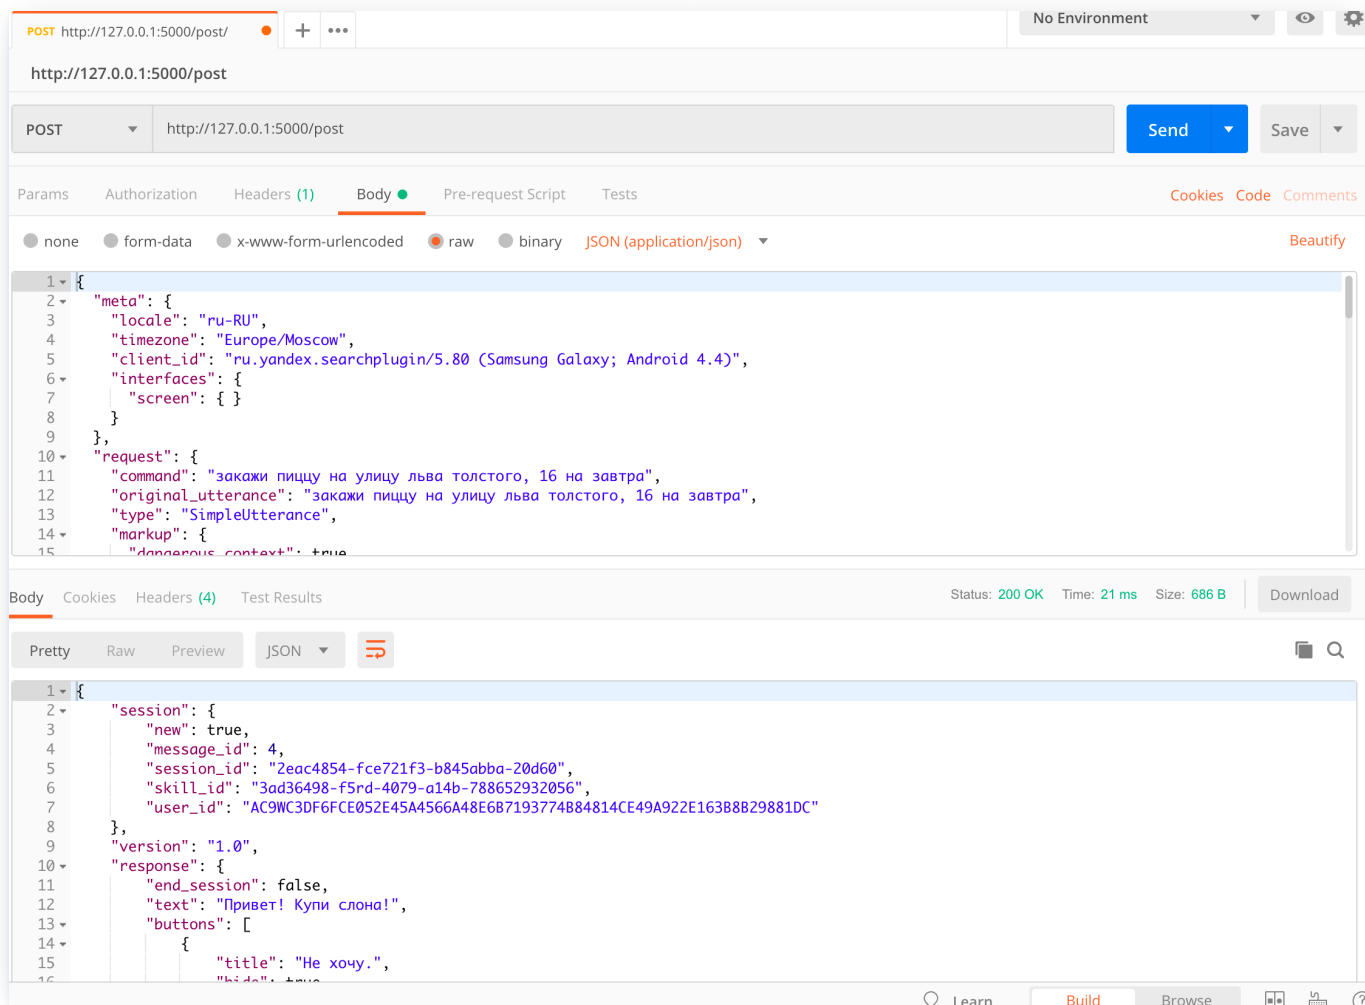 POST http://127.0.0.1:5000/post/
No Environment
http://127.0.0.1:5000/post
POST http://127.0.0.1:5000/post Send Save
Params Authorization Headers (1) Body Pre-request Script Tests Cookies Code Comments
none form-data x-www-form-urlencoded raw binary JSON (application/json) Beautify
1 {
2 "meta": {
3 "locale": "ru-RU",
4 "timezone": "Europe/Moscow",
5 "client_id": "ru.yandex.searchplugin/5.80 (Samsung Galaxy; Android 4.4)",
6 "interfaces": {
7 "screen": { }
8 }
9 },
10 "request": {
11 "command": "закажи пиццу на улицу льва толстого, 16 на завтра",
12 "original_utterance": "закажи пиццу на улицу льва толстого, 16 на завтра",
13 "type": "SimpleUtterance",
14 "markup": {
15 "dangerous_context": true
Body Cookies Headers (4) Test Results Status: 200 OK Time: 21 ms Size: 686 B Download
Pretty Raw Preview JSON
1 {
2 "session": {
3 "new": true,
4 "message_id": 4,
5 "session_id": "2eac4854-fce721f3-b845abba-20d60",
6 "skill_id": "3ad36498-f5rd-4079-a14b-788652932056",
7 "user_id": "AC9WC3DF6FCE052E45A4566A48E6B7193774B84814CE49A922E163B8B29881DC"
8 },
9 "version": "1.0",
10 "response": {
11 "end_session": false,
12 "text": "Привет! Купи слона!",
13 "buttons": [
14 {
15 "title": "Не хочу.",
16 "hide": true
Learn Build Browse